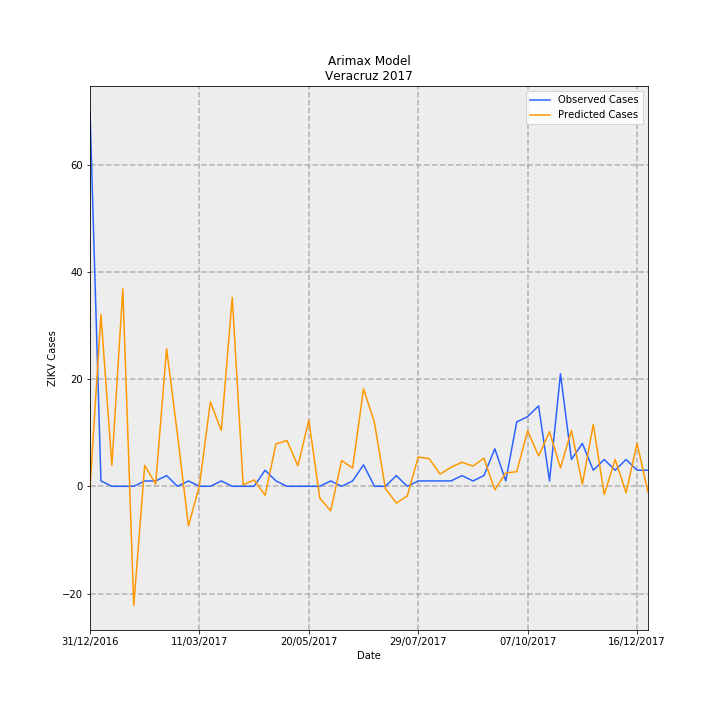 Arimax Model
Veracruz 2017
Observed Cases
Predicted Cases
ZIKV Cases
60
40
20
0
−20
31/12/2016
11/03/2017
20/05/2017
29/07/2017
07/10/2017
16/12/2017
Date